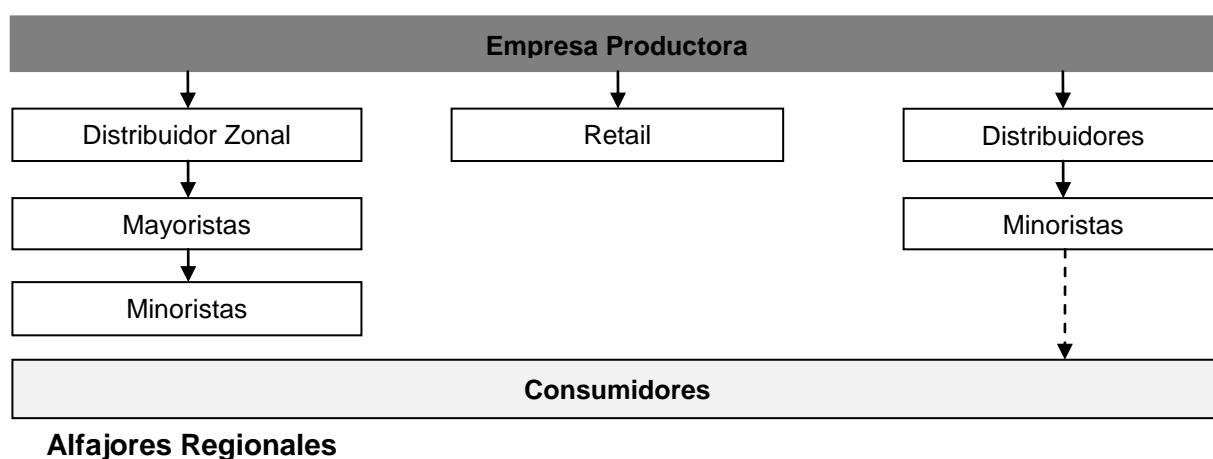 Empresa Productora
Distribuidor Zonal
Retail
Distribuidores
Mayoristas
Minoristas
Minoristas
Consumidores
Alfajores Regionales